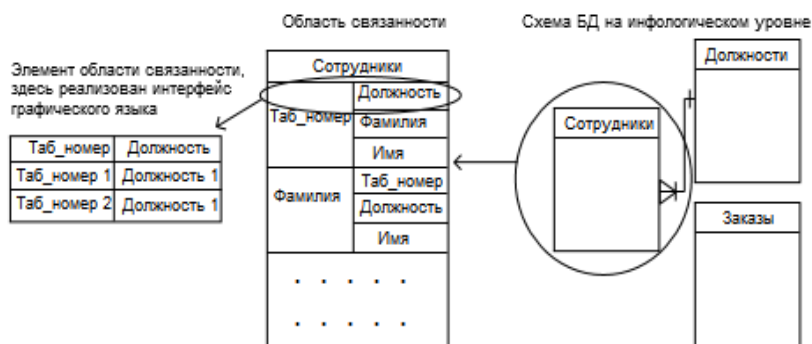 Область связанности
Схема БД на инфологическом уровне
Элемент области связанности,
здесь реализован интерфейс
графического языка
Таб_номер Должность
Таб_номер 1 Должность 1
Таб_номер 2 Должность 1
Сотрудники
Таб_номер
Должность
Фамилия
Имя
Фамилия
Таб_номер
Должность
Имя
Сотрудники
Должности
Заказы